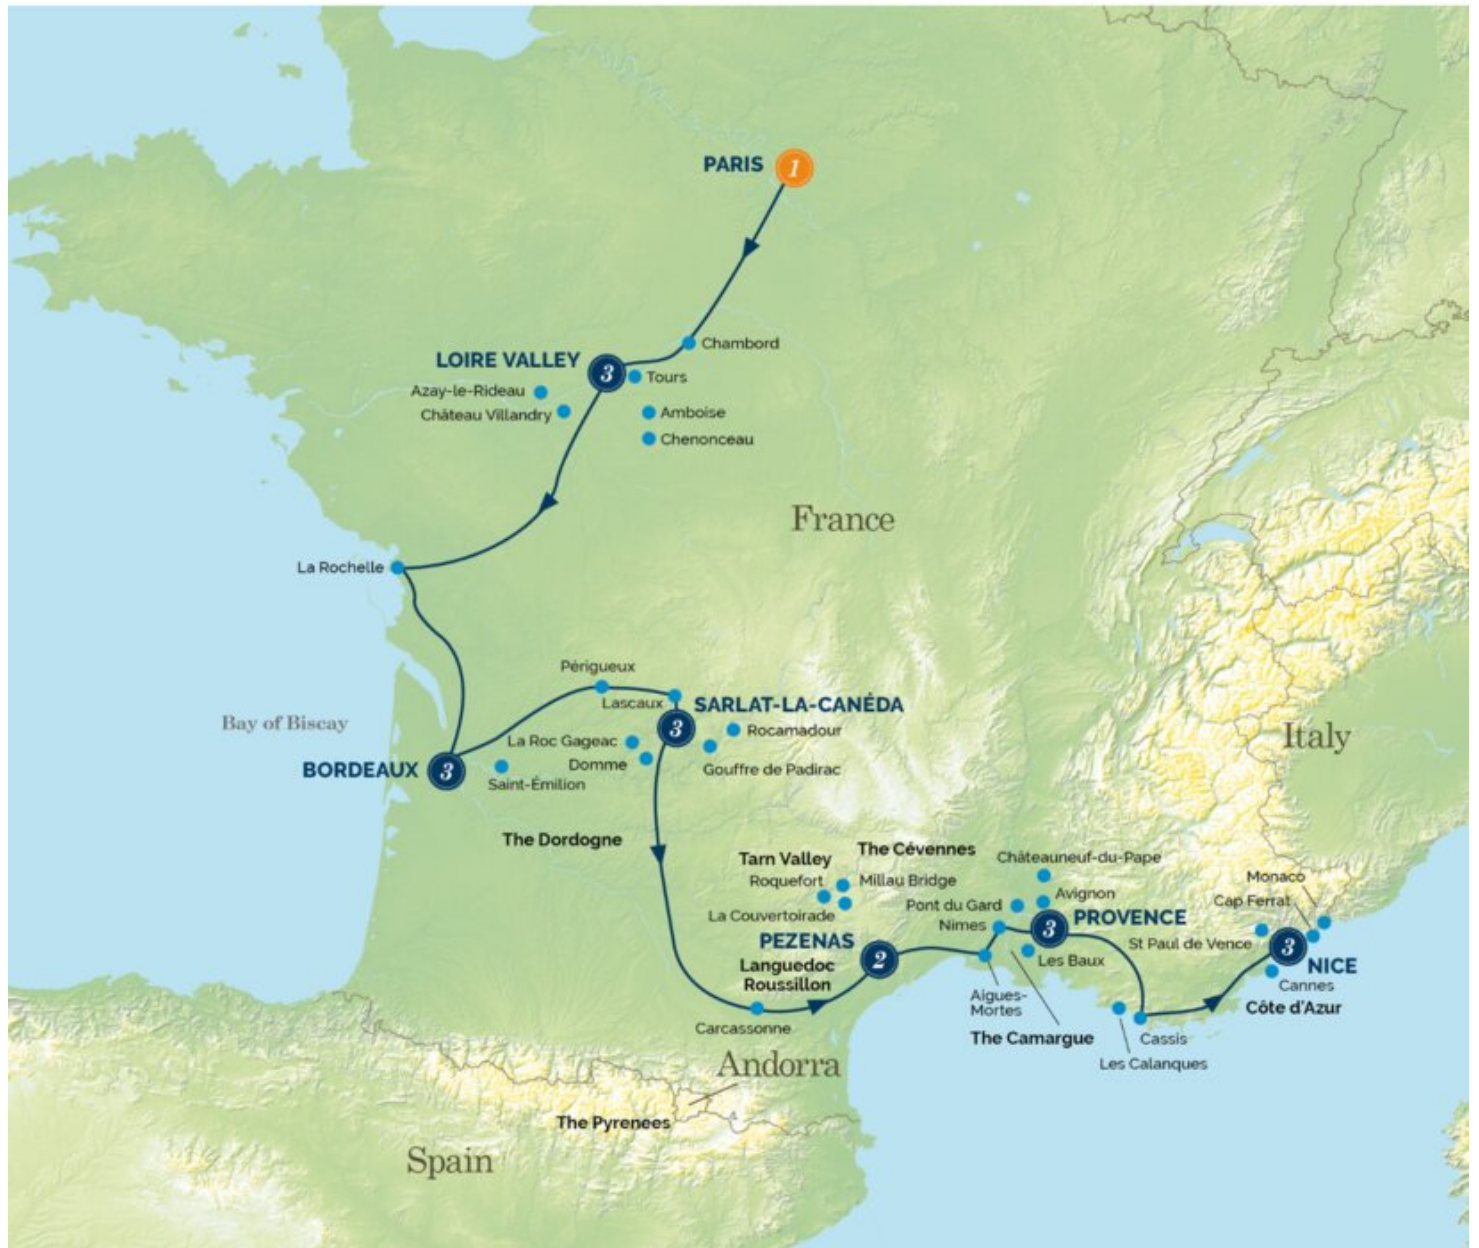 PARIS
1
Chambord
LOIRE VALLEY
3
Tours
Azay-le-Rideau
Château Villandry
Amboise
Chenonceau
France
La Rochelle
Périgueux
Lascaux
SARLAT-LA-CANÉDA
3
Bay of Biscay
La Roc Gageac
Rocamadour
Italy
Domme
Gouffre de Padirac
BORDEAUX
3
Saint-Émilion
The Dordogne
Tarn Valley
The Cévennes
Châteauneuf-du-Pape
Roquefort
Millau Bridge
Monaco
Avignon
Cap Ferrat
La Couvertoirade
Pont du Gard
Nimes
3
PROVENCE
PEZENAS
2
St Paul de Vence
3
NICE
Languedoc
Roussillon
Les Baux
Cannes
Aigues-
Mortes
Côte d'Azur
Carcassonne
The Camargue
Cassis
Les Calanques
Andorra
The Pyrenees
Spain